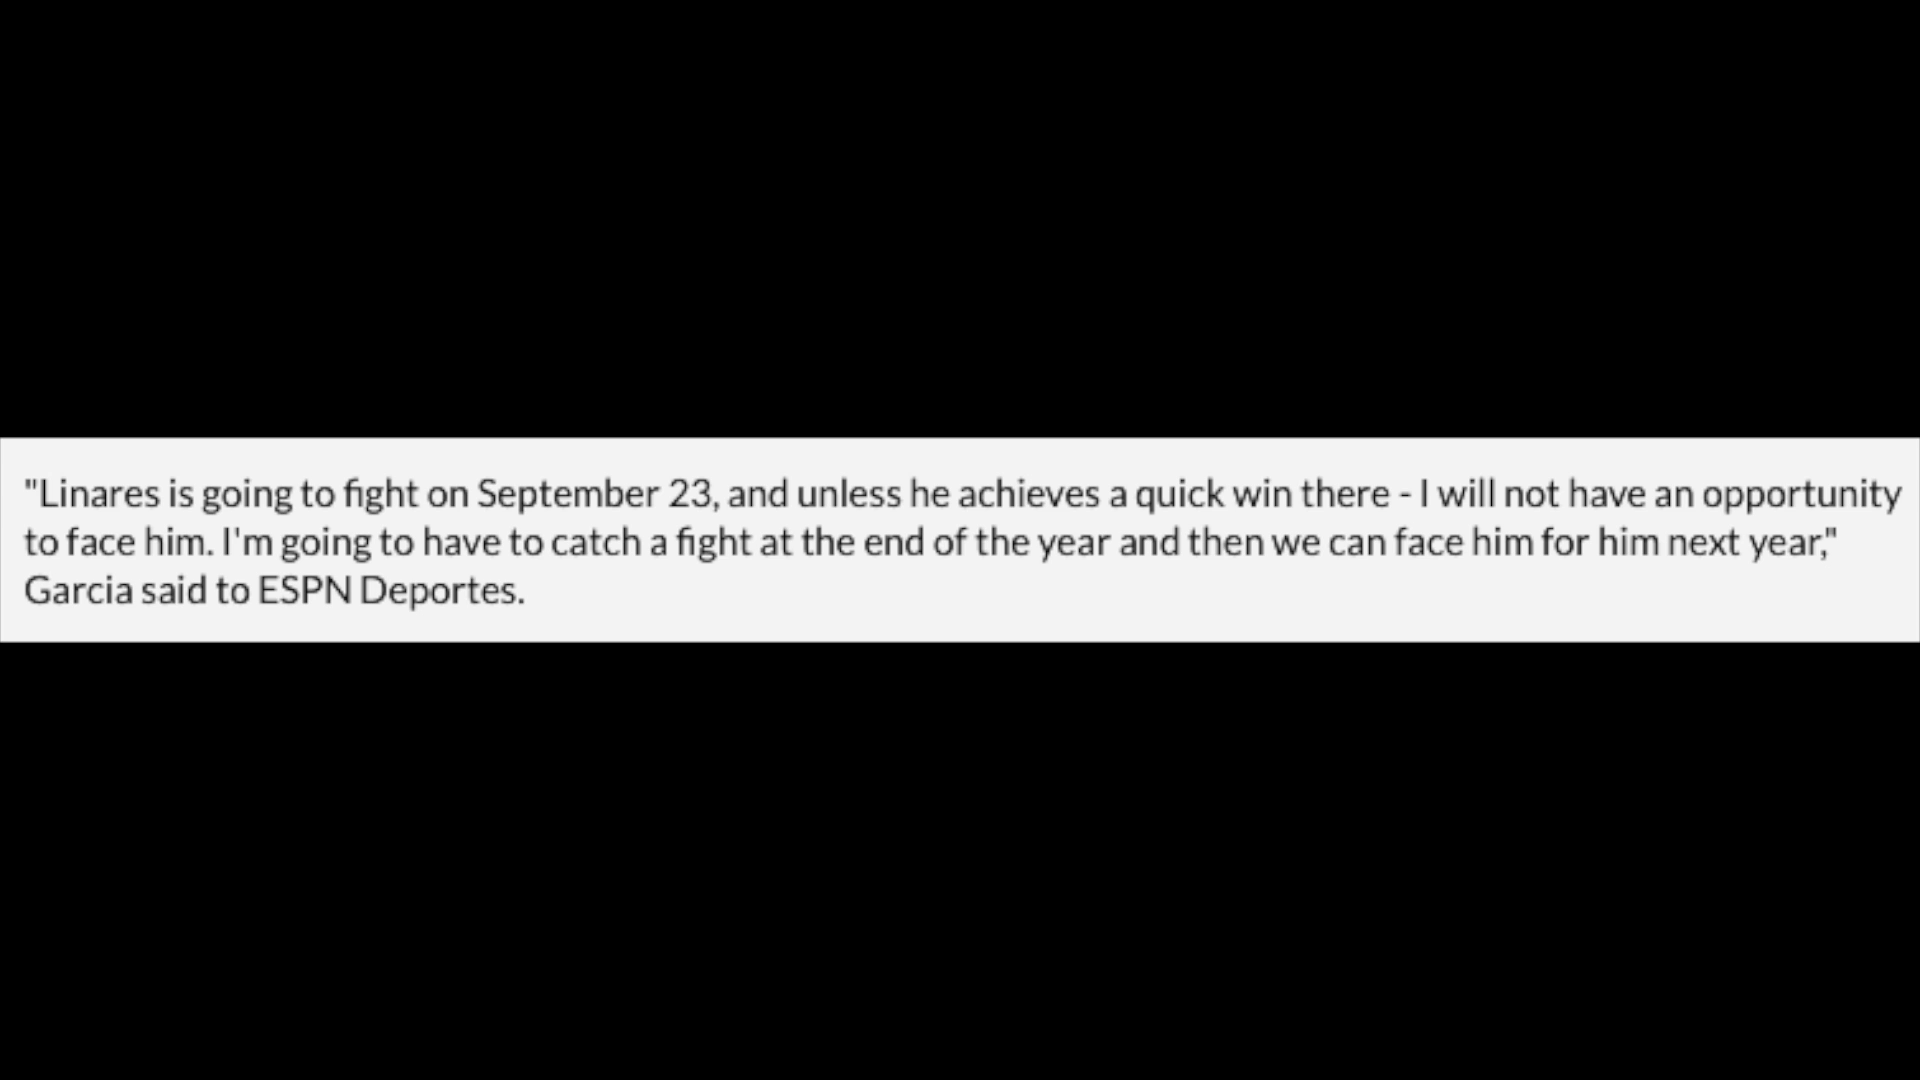 "Linares is going to fight on September 23, and unless he achieves a quick win there - I will not have an opportunity
to face him. I'm going to have to catch a fight at the end of the year and then we can face him for him next year,"
Garcia said to ESPN Deportes.